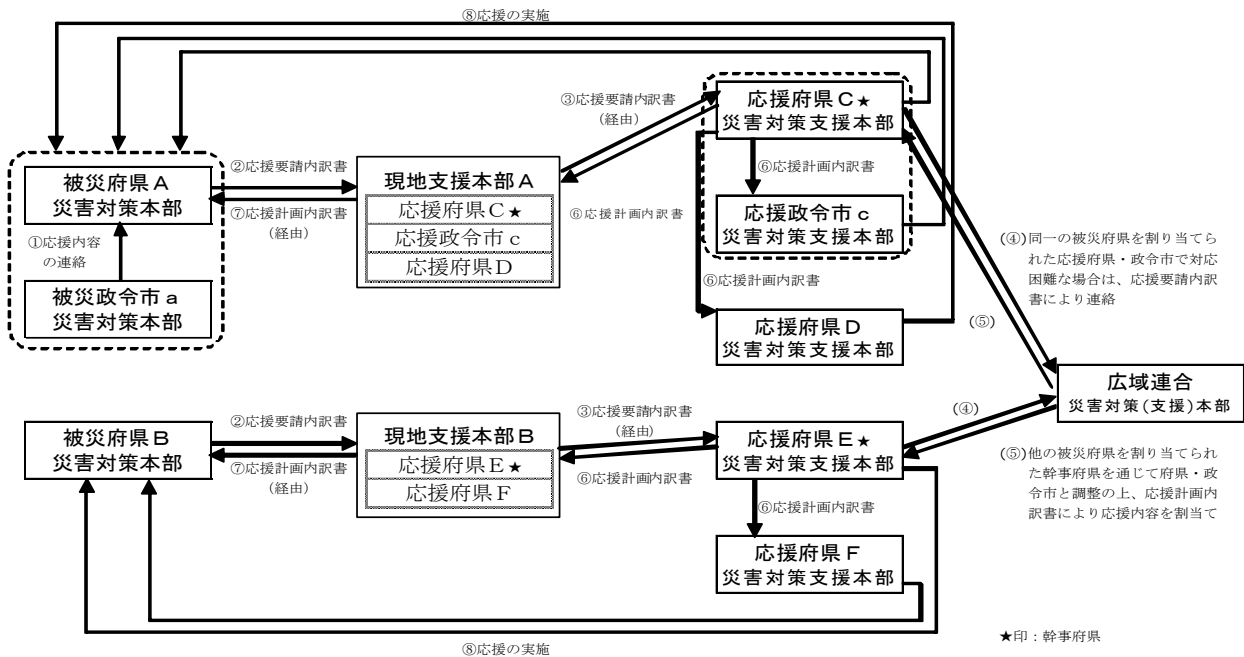 ⑧応援の実施
③応援要請内訳書
(経由)
応援府県C★
災害対策支援本部
被災府県A
災害対策本部
②応援要請内訳書
⑦応援計画内訳書
(経由)
現地支援本部A
応援府県C★
応援政令市c
応援府県D
⑥応援計画内訳書
⑥応援計画内訳書
応援政令市c
災害対策支援本部
①応援内容
の連絡
被災政令市a
災害対策本部
⑥応援計画内訳書
応援府県D
災害対策支援本部
(④)同一の被災府県を割り当てら
れた応援府県・政令市で対応
困難な場合は、応援要請内訳
書により連絡
(⑤)
広域連合
災害対策(支援)本部
被災府県B
災害対策本部
②応援要請内訳書
⑦応援計画内訳書
(経由)
現地支援本部B
応援府県E★
応援府県F
③応援要請内訳書
(経由)
⑥応援計画内訳書
応援府県E★
災害対策支援本部
(④)
(⑤)他の被災府県を割り当てられ
た幹事府県を通じて府県・政
令市と調整の上、応援計画内
訳書により応援内容を割当て
⑥応援計画内訳書
応援府県F
災害対策支援本部
⑧応援の実施
★印：幹事府県